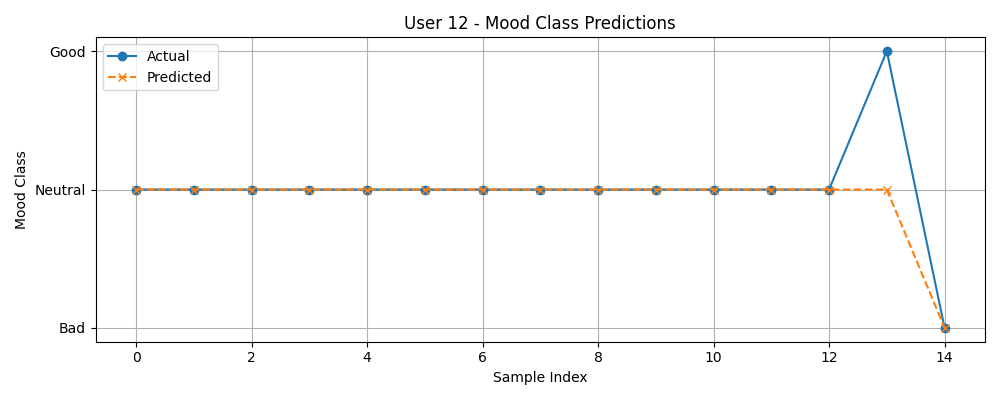 User 12 - Mood Class Predictions
Actual
Predicted
Mood Class
Good
Neutral
Bad
0 2 4 6 8 10 12 14
Sample Index